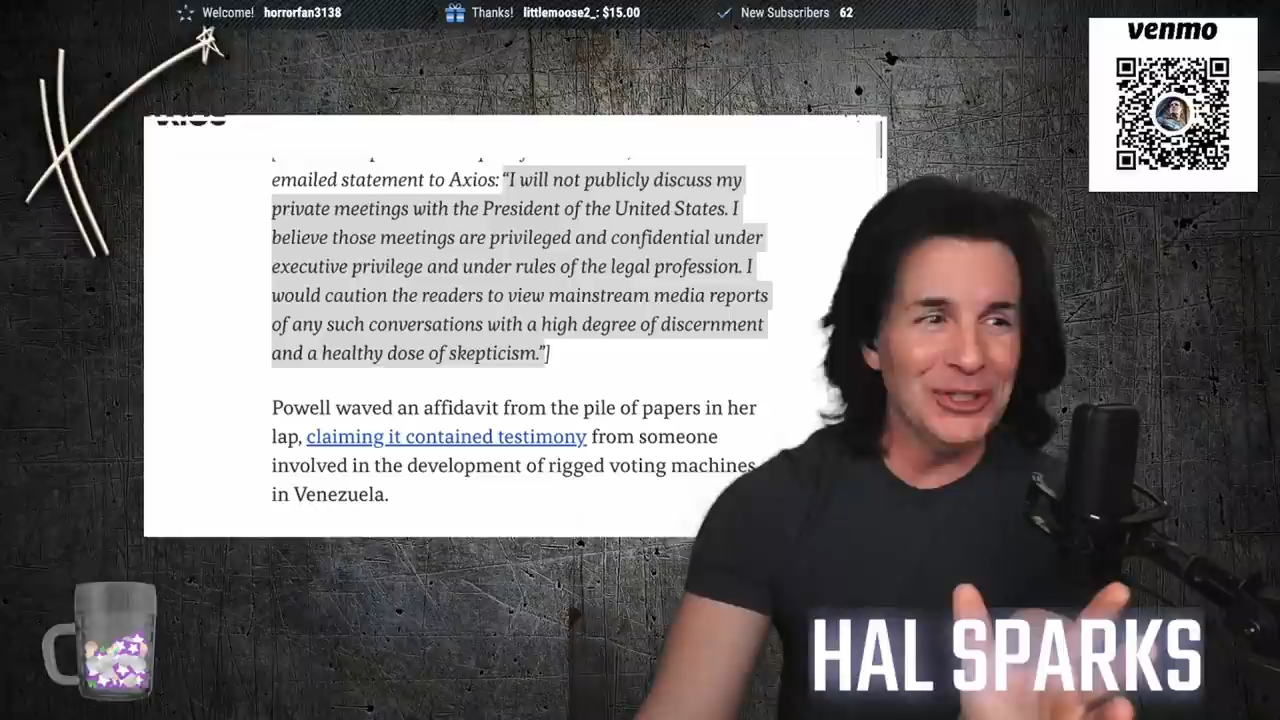 Welcome! horrorfan3138
Thanks! littlemoose2_: $15.00
New Subscribers 62
venmo
emailed statement to Axios: “I will not publicly discuss my
private meetings with the President of the United States. I
believe those meetings are privileged and confidential under
executive privilege and under rules of the legal profession. I
would caution the readers to view mainstream media reports
of any such conversations with a high degree of discernment
and a healthy dose of skepticism.”]
Powell waved an affidavit from the pile of papers in her
lap, claiming it contained testimony from someone
involved in the development of rigged voting machines
in Venezuela.
HAL SPARKS